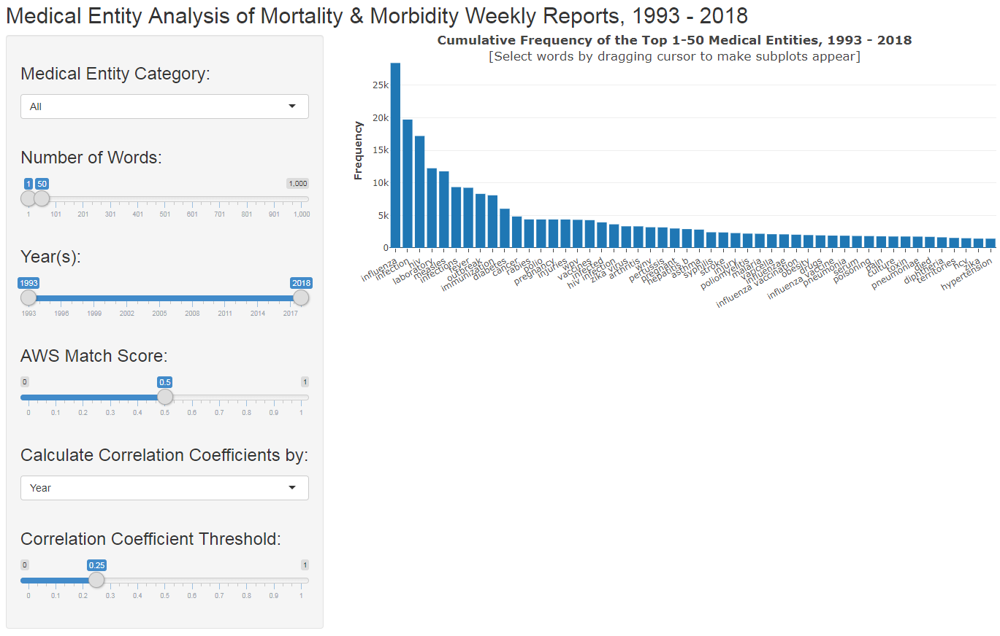 Medical Entity Analysis of Mortality & Morbidity Weekly Reports, 1993 - 2018
Medical Entity Category:
All
Number of Words:
1 50 1,000
1 101 201 301 401 501 601 701 801 901 1,000
Year(s):
1993 2018
1993 1996 1999 2002 2005 2008 2011 2014 2017
AWS Match Score:
0 0.5 1
0 0.1 0.2 0.3 0.4 0.5 0.6 0.7 0.8 0.9 1
Calculate Correlation Coefficients by:
Year
Correlation Coefficient Threshold:
0 0.25 1
0 0.1 0.2 0.3 0.4 0.5 0.6 0.7 0.8 0.9 1
Cumulative Frequency of the Top 1-50 Medical Entities, 1993 - 2018
[Select words by dragging cursor to make subplots appear]
Frequency
25k
20k
15k
10k
5k
0
influenza
infection
hiv
laboratory
measles
infections
fever
outbreak
immunization
diabetes
cancer
rabies
polio
pregnancy
injuries
wpv
vaccines
infected
hiv infection
zika virus
arthritis
wnv
pertussis
pregnant
hepatitis b
asthma
syphilis
stroke
injury
poliomyelitis
malaria
varicella
influenzae
influenza vaccination
obesity
drugs
influenza vaccine
pneumonia
serum
poisoning
pain
culture
toxin
pneumoniae
died
diphtheria
territories
hcv
zika
hypertension